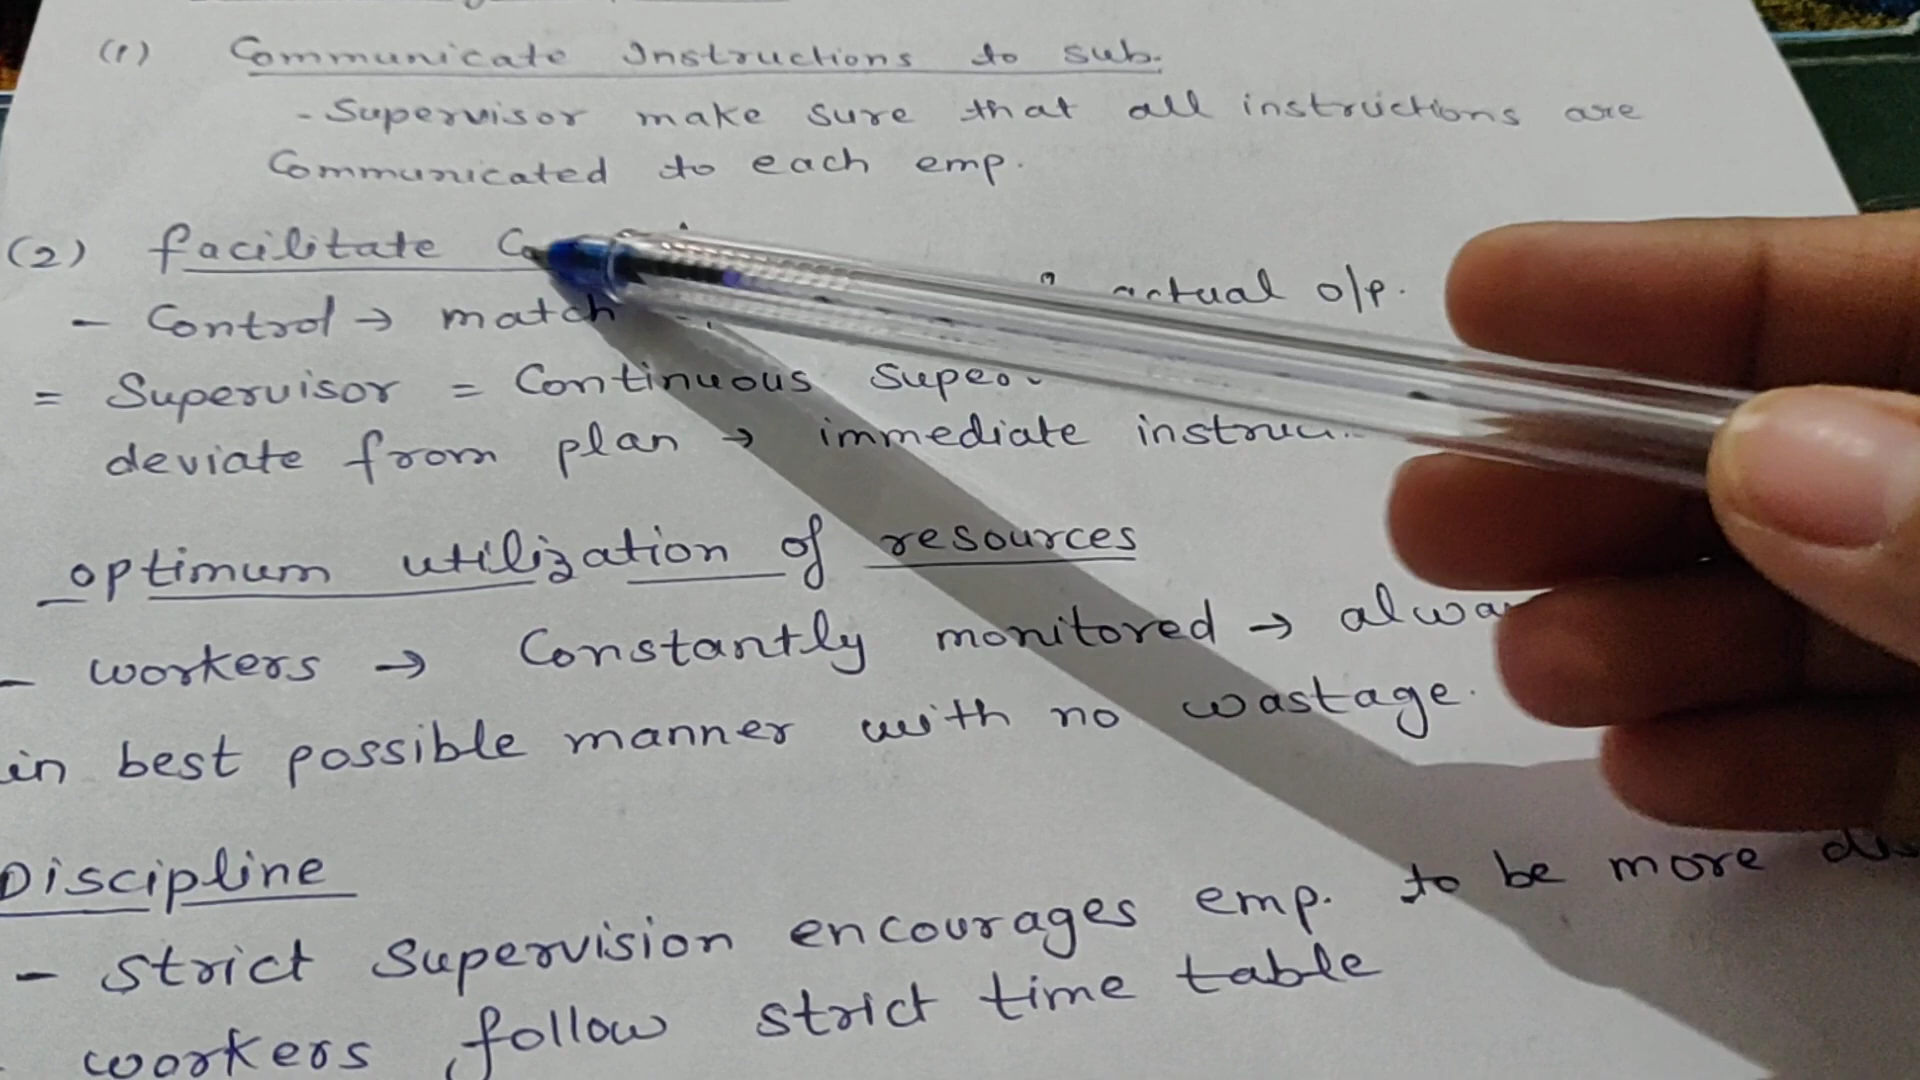 (1) Communicate Instructions to sub.
- Supervisor make sure that all instructions are
Communicated to each emp.
(2) facilitate
- Control → match actual o/p.
= Supervisor = Continuous
deviate from plan → immediate
optimum utilization of resources
- workers → Constantly monitored →
in best possible manner with no wastage.
Discipline
- strict supervision encourages emp. to be more
workers follow strict time table